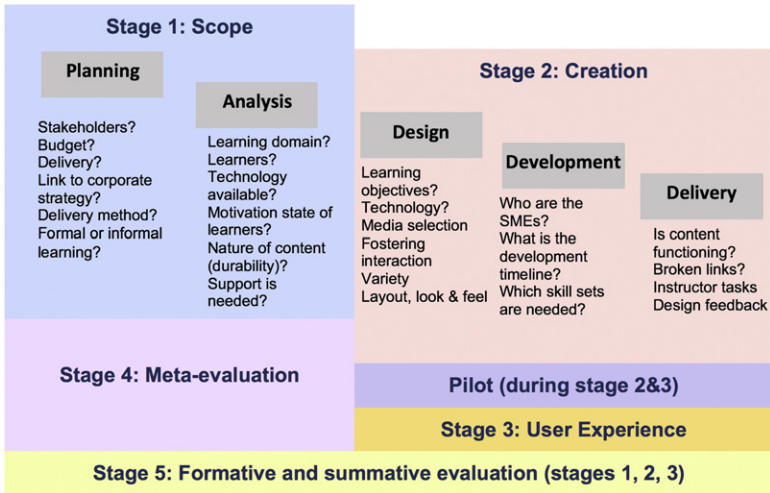 Stage 1: Scope
Planning
Stakeholders?
Budget?
Delivery?
Link to corporate
strategy?
Delivery method?
Formal or informal
learning?
Analysis
Learning domain?
Learners?
Technology
available?
Motivation state of
learners?
Nature of content
(durability)?
Support is
needed?
Stage 2: Creation
Design
Learning
objectives?
Technology?
Media selection
Fostering
interaction
Variety
Layout, look & feel
Development
Who are the
SMEs?
What is the
development
timeline?
Which skill sets
are needed?
Delivery
Is content
functioning?
Broken links?
Instructor tasks
Design feedback
Stage 4: Meta-evaluation
Pilot (during stage 2&3)
Stage 3: User Experience
Stage 5: Formative and summative evaluation (stages 1, 2, 3)